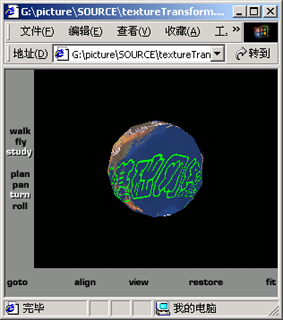 G:\picture\SOURCE\textureTransform....
文件(F) 编辑(E) 查看(V) 收藏(A) 工. »
地址(D) G:\picture\SOURCE\textureTran 转到
walk
fly
study
plan
pan
turn
roll
goto align view restore fit
完毕 我的电脑